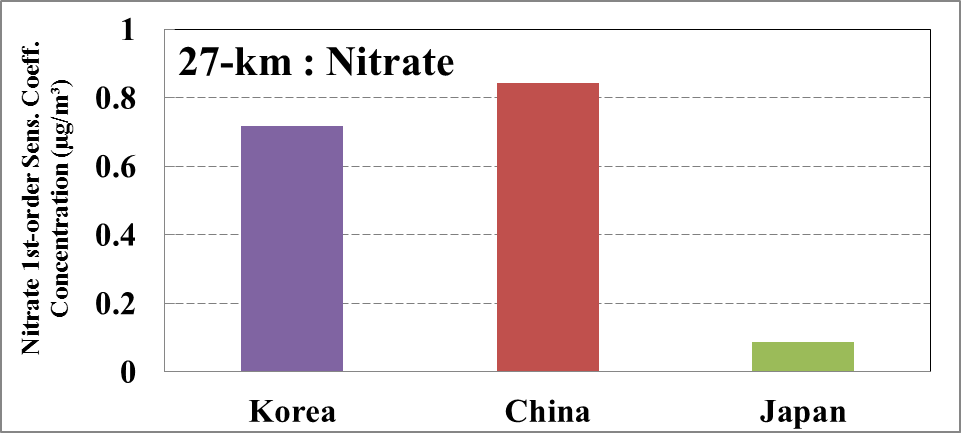 27-km : Nitrate
Nitrate 1st-order Sens. Coeff.
Concentration (μg/m³)
1
0.8
0.6
0.4
0.2
0
Korea China Japan